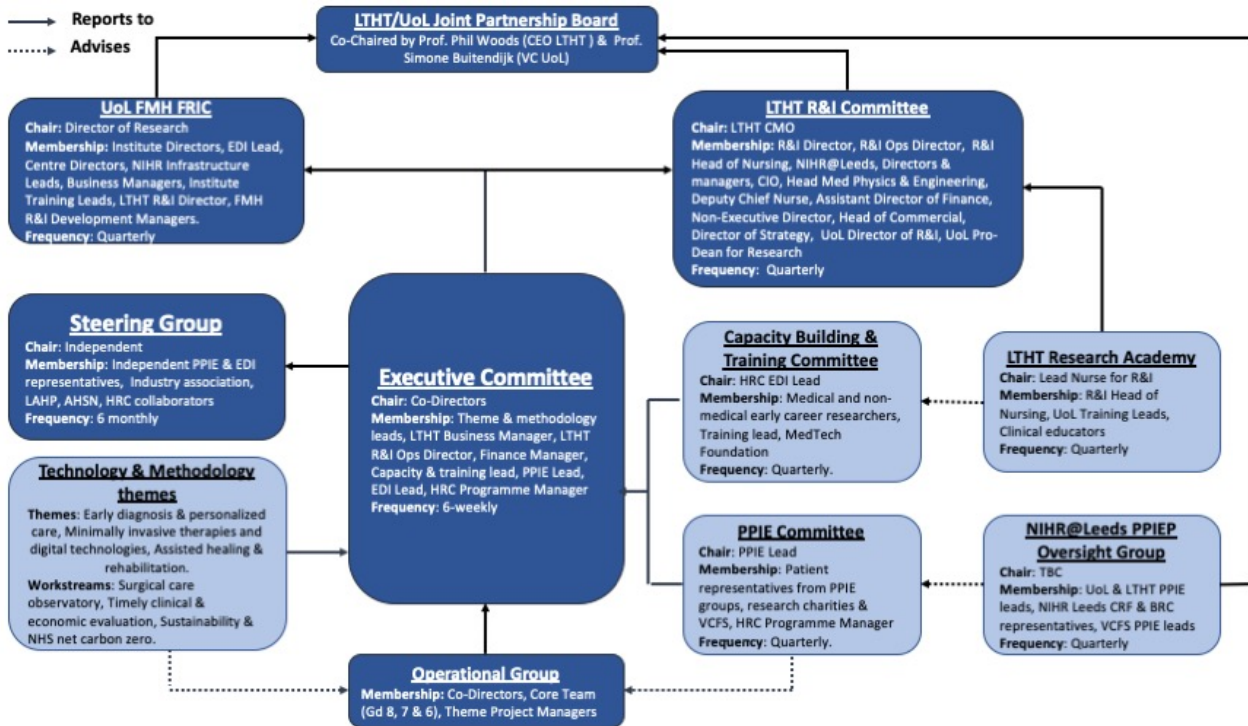 Reports to
Advises
LTHT/UoL Joint Partnership Board
Co-Chaired by Prof. Phil Woods (CEO LTHT ) & Prof.
Simone Buitendijk (VC UoL)
UoL FMH FRIC
Chair: Director of Research
Membership: Institute Directors, EDI Lead,
Centre Directors, NIHR Infrastructure
Leads, Business Managers, Institute
Training Leads, LTHT R&I Director, FMH
R&I Development Managers.
Frequency: Quarterly
LTHT R&I Committee
Chair: LTHT CMO
Membership: R&I Director, R&I Ops Director, R&I
Head of Nursing, NIHR@Leeds, Directors &
managers, CIO, Head Med Physics & Engineering,
Deputy Chief Nurse, Assistant Director of Finance,
Non-Executive Director, Head of Commercial,
Director of Strategy, UoL Director of R&I, UoL Pro-
Dean for Research
Frequency: Quarterly
Steering Group
Chair: Independent
Membership: Independent PPIE & EDI
representatives, Industry association,
LAHP, AHSN, HRC collaborators
Frequency: 6 monthly
Executive Committee
Chair: Co-Directors
Membership: Theme & methodology
leads, LTHT Business Manager, LTHT
R&I Ops Director, Finance Manager,
Capacity & training lead, PPIE Lead,
EDI Lead, HRC Programme Manager
Frequency: 6-weekly
Capacity Building &
Training Committee
Chair: HRC EDI Lead
Membership: Medical and non-
medical early career researchers,
Training lead, MedTech
Foundation
Frequency: Quarterly.
LTHT Research Academy
Chair: Lead Nurse for R&I
Membership: R&I Head of
Nursing, UoL Training Leads,
Clinical educators
Frequency: Quarterly
Technology & Methodology
themes
Themes: Early diagnosis & personalized
care, Minimally invasive therapies and
digital technologies, Assisted healing &
rehabilitation.
Workstreams: Surgical care
observatory, Timely clinical &
economic evaluation, Sustainability &
NHS net carbon zero.
PPIE Committee
Chair: PPIE Lead
Membership: Patient
representatives from PPIE
groups, research charities &
VCFS, HRC Programme Manager
Frequency: Quarterly.
NIHR@Leeds PPIEP
Oversight Group
Chair: TBC
Membership: UoL & LTHT PPIE
leads, NIHR Leeds CRF & BRC
representatives, VCFS PPIE leads
Frequency: Quarterly
Operational Group
Membership: Co-Directors, Core Team
(Gd 8, 7 & 6), Theme Project Managers